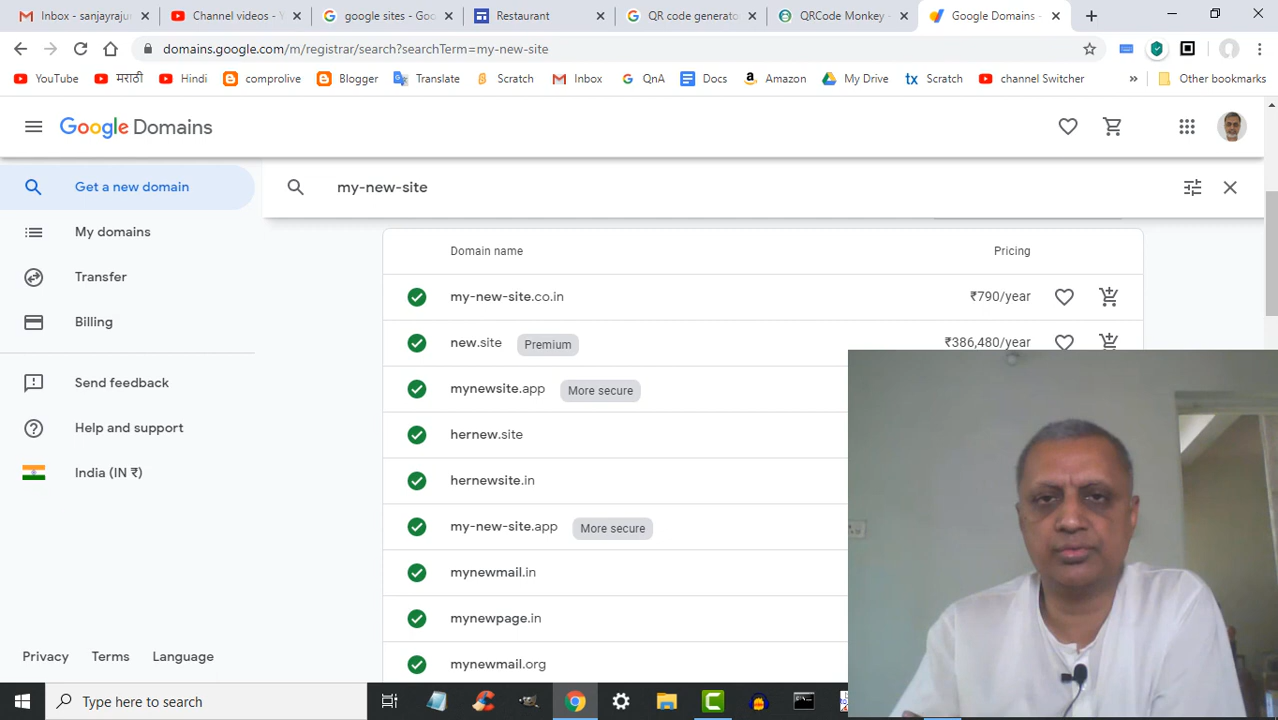 Inbox - sanjayraju
Channel videos - Y
google sites - Goo
Restaurant
QR code generato
QRCode Monkey -
Google Domains -
domains.google.com/m/registrar/search?searchTerm=my-new-site
YouTube
मराठी
Hindi
comprolive
Blogger
Translate
Scratch
Inbox
QnA
Docs
Amazon
My Drive
tx Scratch
channel Switcher
»
Other bookmarks
Google Domains
Get a new domain
my-new-site
My domains
Transfer
Billing
Send feedback
Help and support
India (IN ₹)
Privacy Terms Language
Domain name Pricing
my-new-site.co.in ₹790/year
new.site Premium ₹386,480/year
mynewsite.app More secure
hernew.site
hernewsite.in
my-new-site.app More secure
mynewmail.in
mynewpage.in
mynewmail.org
Type here to search